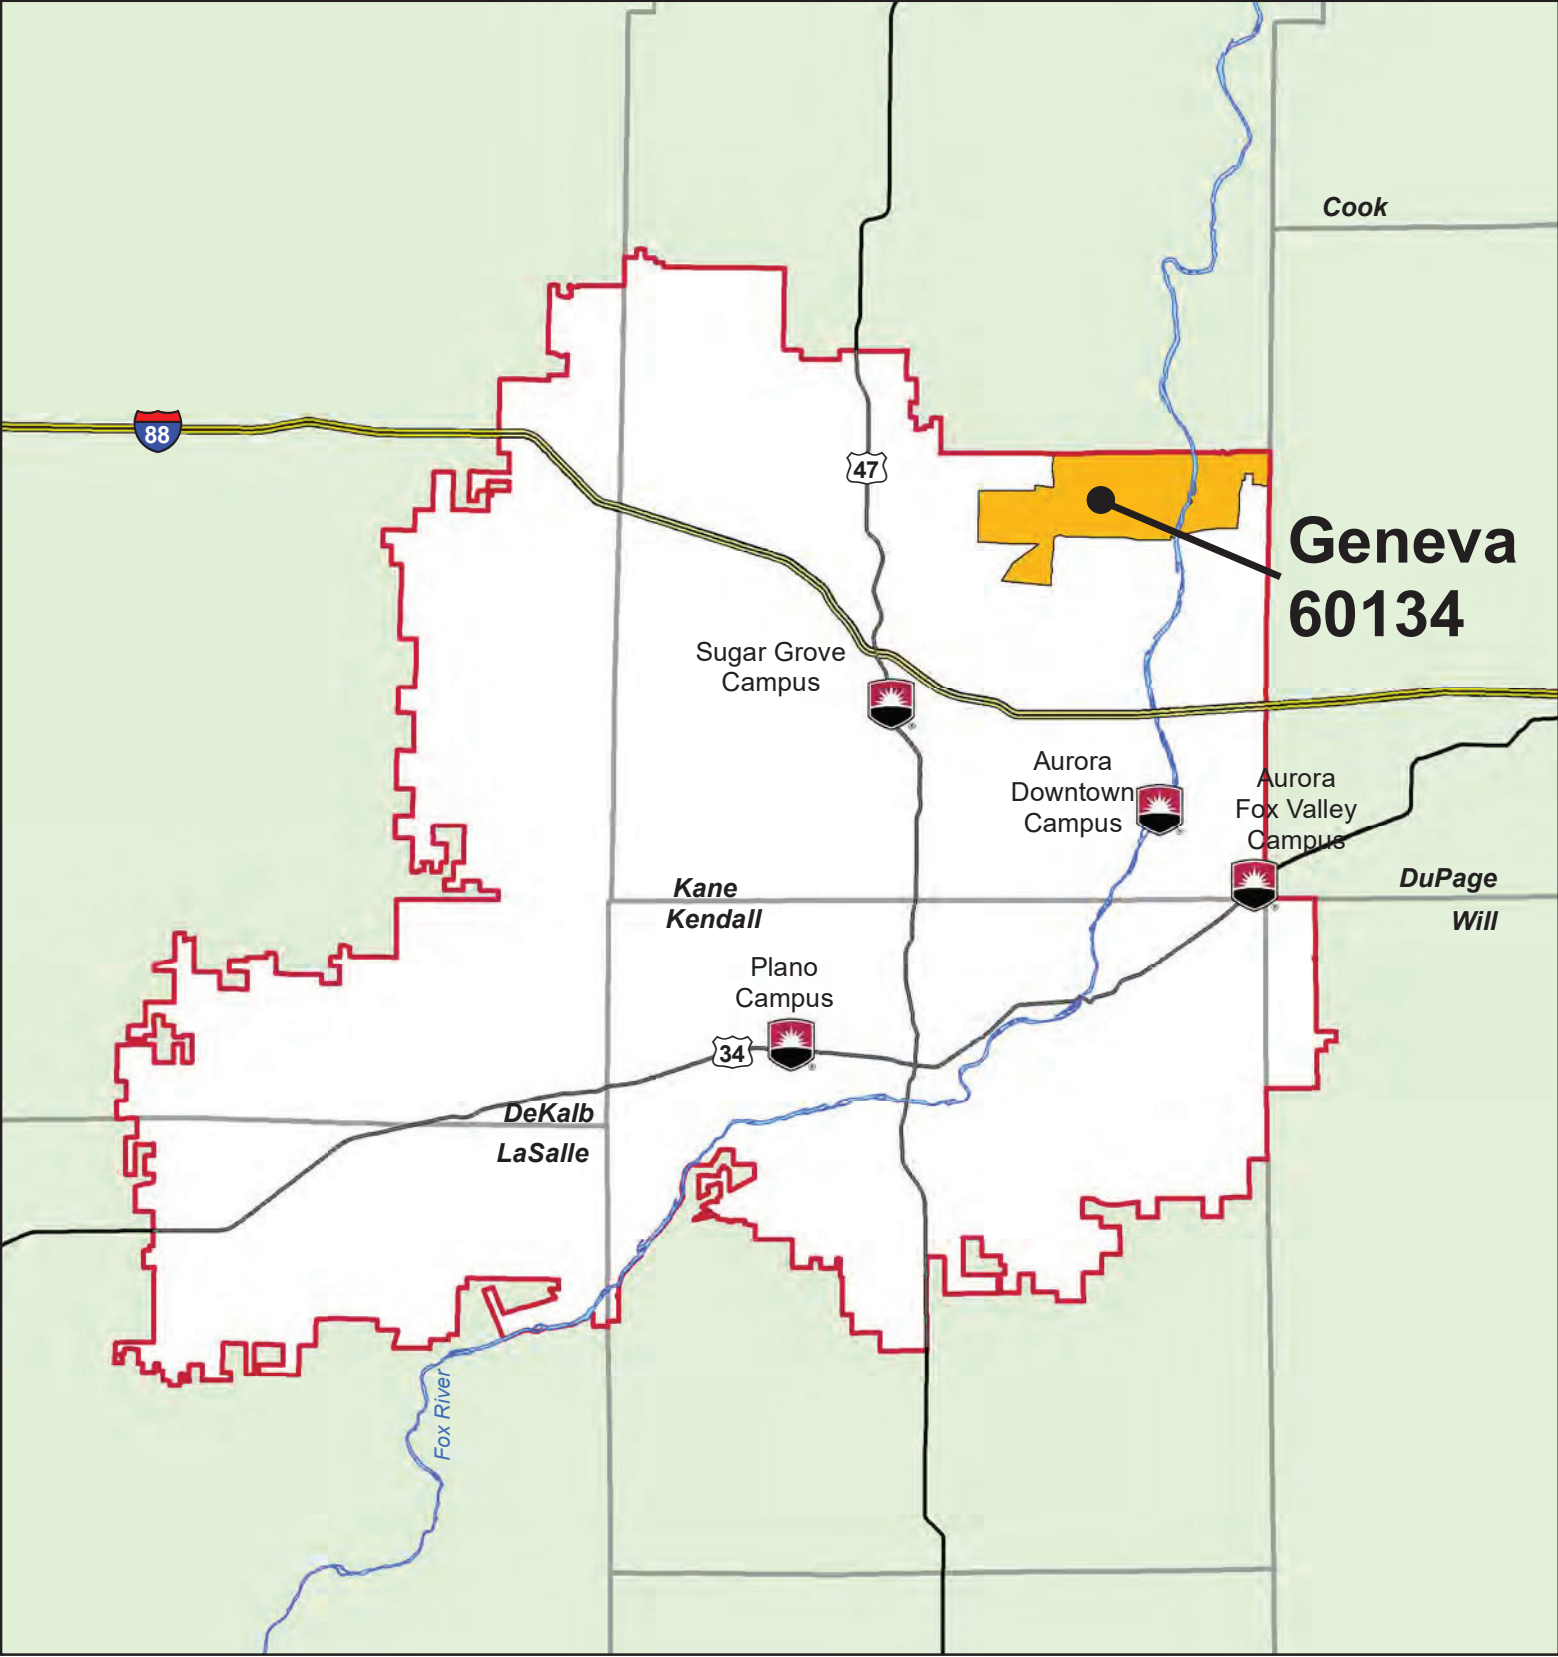 Cook
88
47
Geneva
60134
Sugar Grove
Campus
Aurora
Downtown
Campus
Aurora
Fox Valley
Campus
Kane
Kendall
DuPage
Will
Plano
Campus
34
DeKalb
LaSalle
Fox River